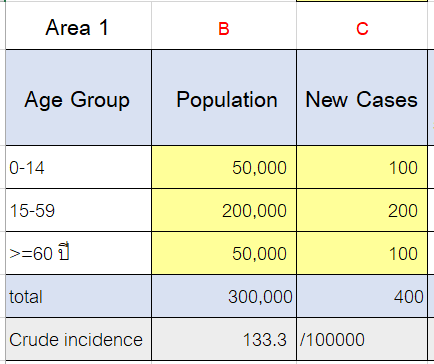 Area 1 B C
Age Group Population New Cases
0-14 50,000 100
15-59 200,000 200
>=60 ปี 50,000 100
total 300,000 400
Crude incidence 133.3 /100000